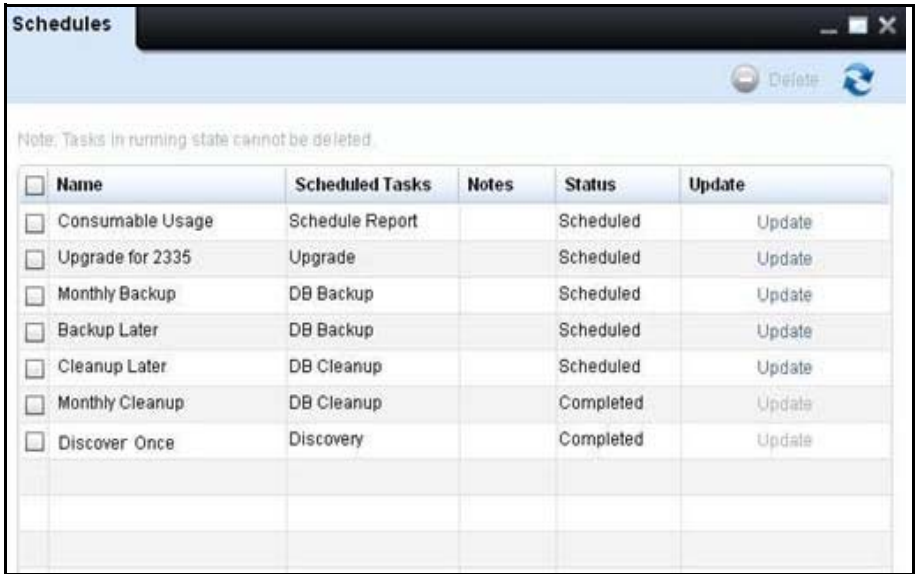 Schedules
Delete
Note: Tasks in running state cannot be deleted.
Name Scheduled Tasks Notes Status Update
Consumable Usage Schedule Report Scheduled Update
Upgrade for 2335 Upgrade Scheduled Update
Monthly Backup DB Backup Scheduled Update
Backup Later DB Backup Scheduled Update
Cleanup Later DB Cleanup Scheduled Update
Monthly Cleanup DB Cleanup Completed Update
Discover Once Discovery Completed Update